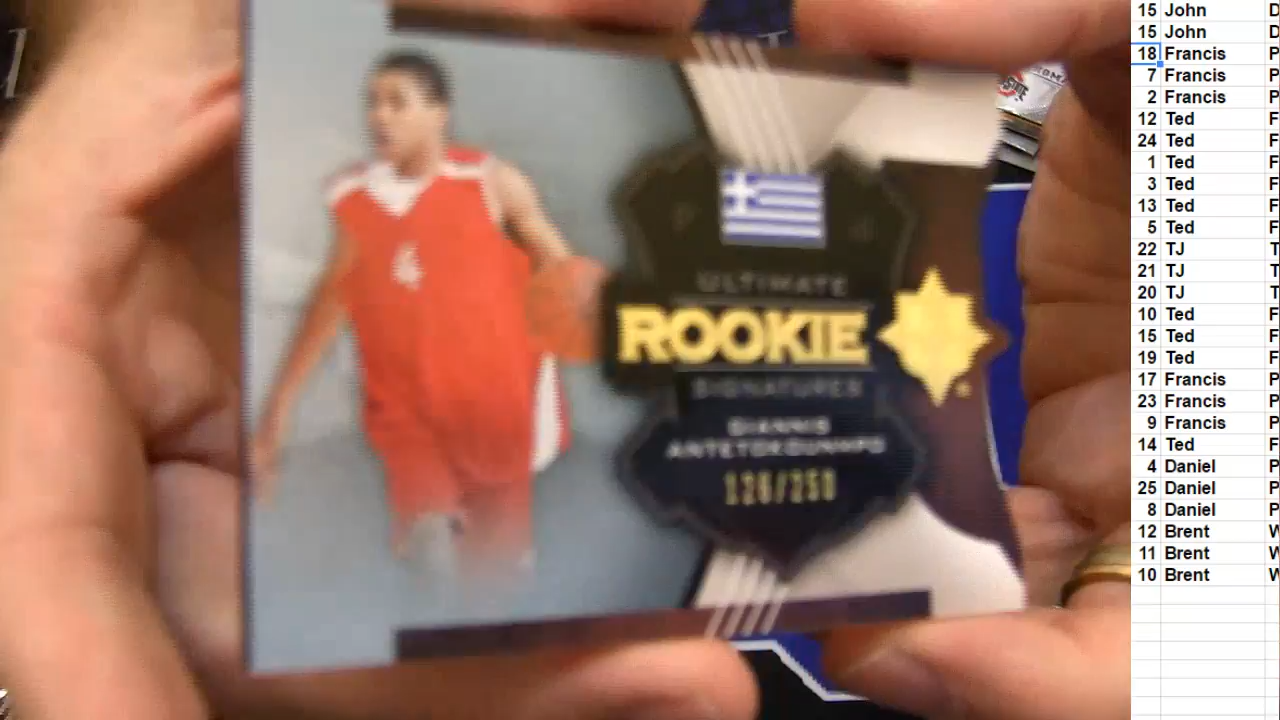 4
ULTIMATE
ROOKIE
SIGNATURES
GIANNIS
ANTETOKOUNMPO
126/250
15 John D
15 John D
18 Francis P
7 Francis P
2 Francis P
12 Ted F
24 Ted F
1 Ted F
3 Ted F
13 Ted F
5 Ted F
22 TJ T
21 TJ T
20 TJ T
10 Ted F
15 Ted F
19 Ted F
17 Francis P
23 Francis P
9 Francis P
14 Ted F
4 Daniel P
25 Daniel P
8 Daniel P
12 Brent W
11 Brent W
10 Brent W